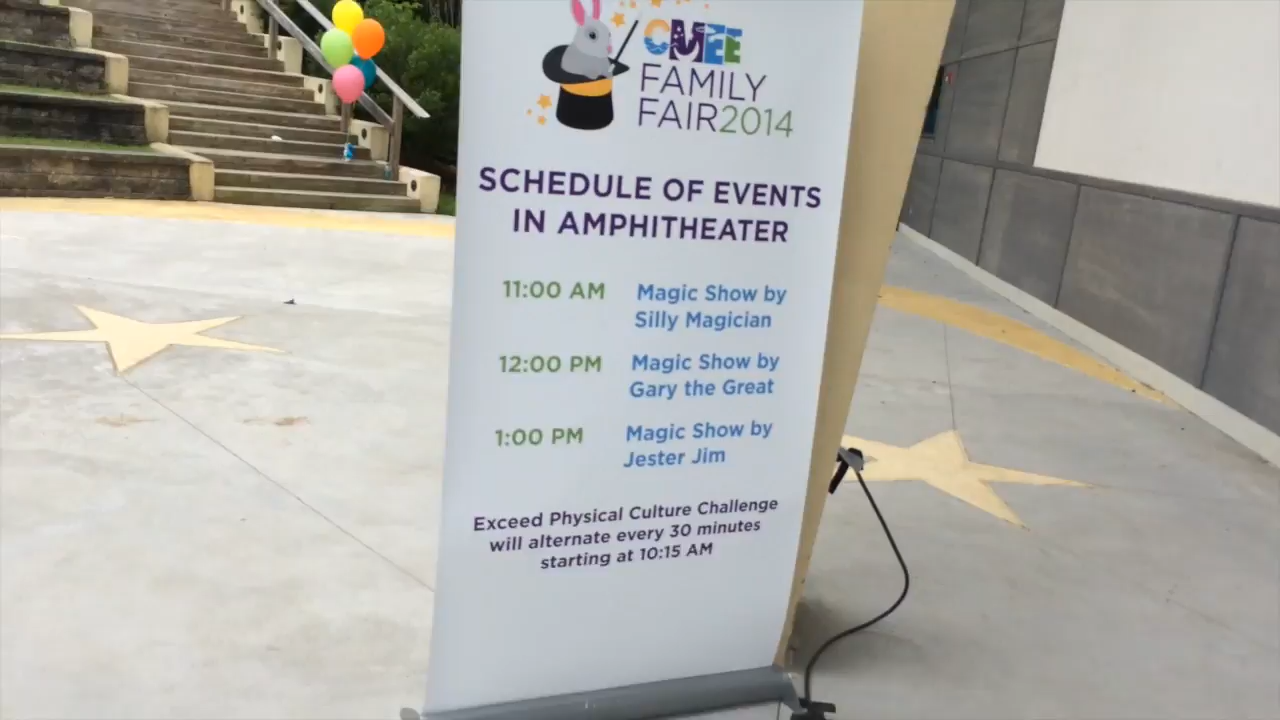 CMEE
FAMILY
FAIR2014
SCHEDULE OF EVENTS
IN AMPHITHEATER
11:00 AM Magic Show by
Silly Magician
12:00 PM Magic Show by
Gary the Great
1:00 PM Magic Show by
Jester Jim
Exceed Physical Culture Challenge
will alternate every 30 minutes
starting at 10:15 AM